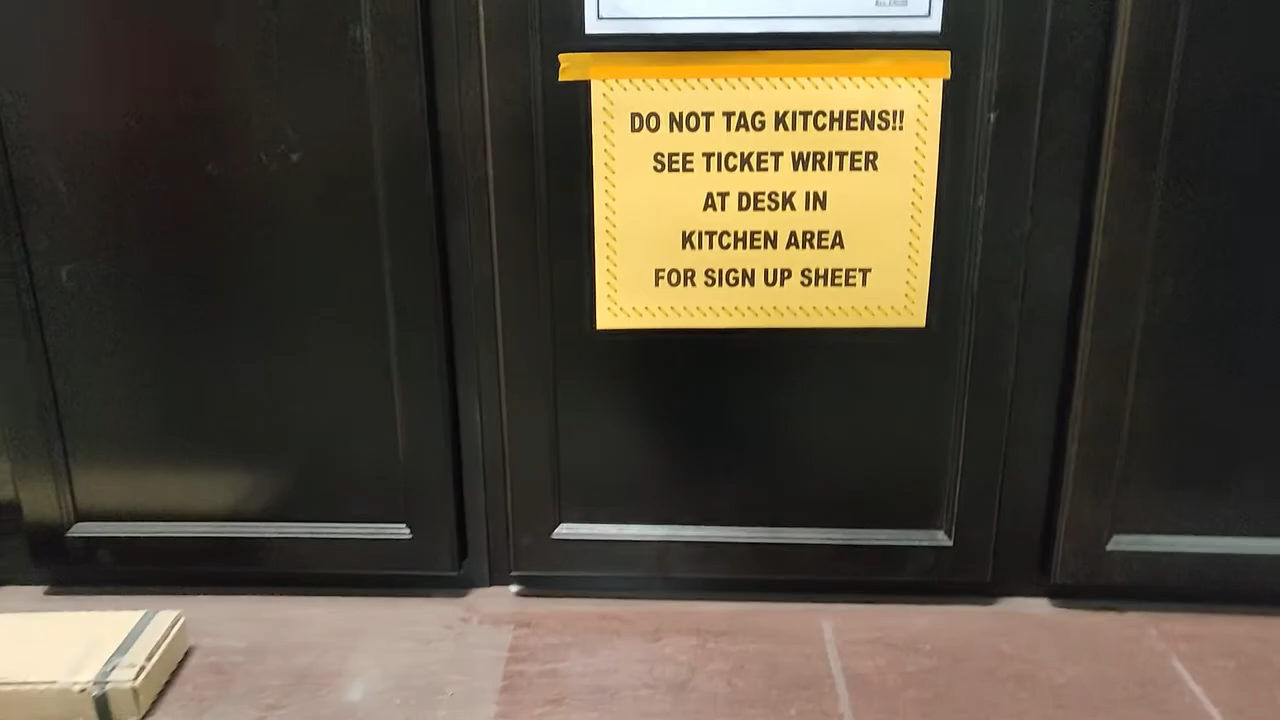 DO NOT TAG KITCHENS!!
SEE TICKET WRITER
AT DESK IN
KITCHEN AREA
FOR SIGN UP SHEET